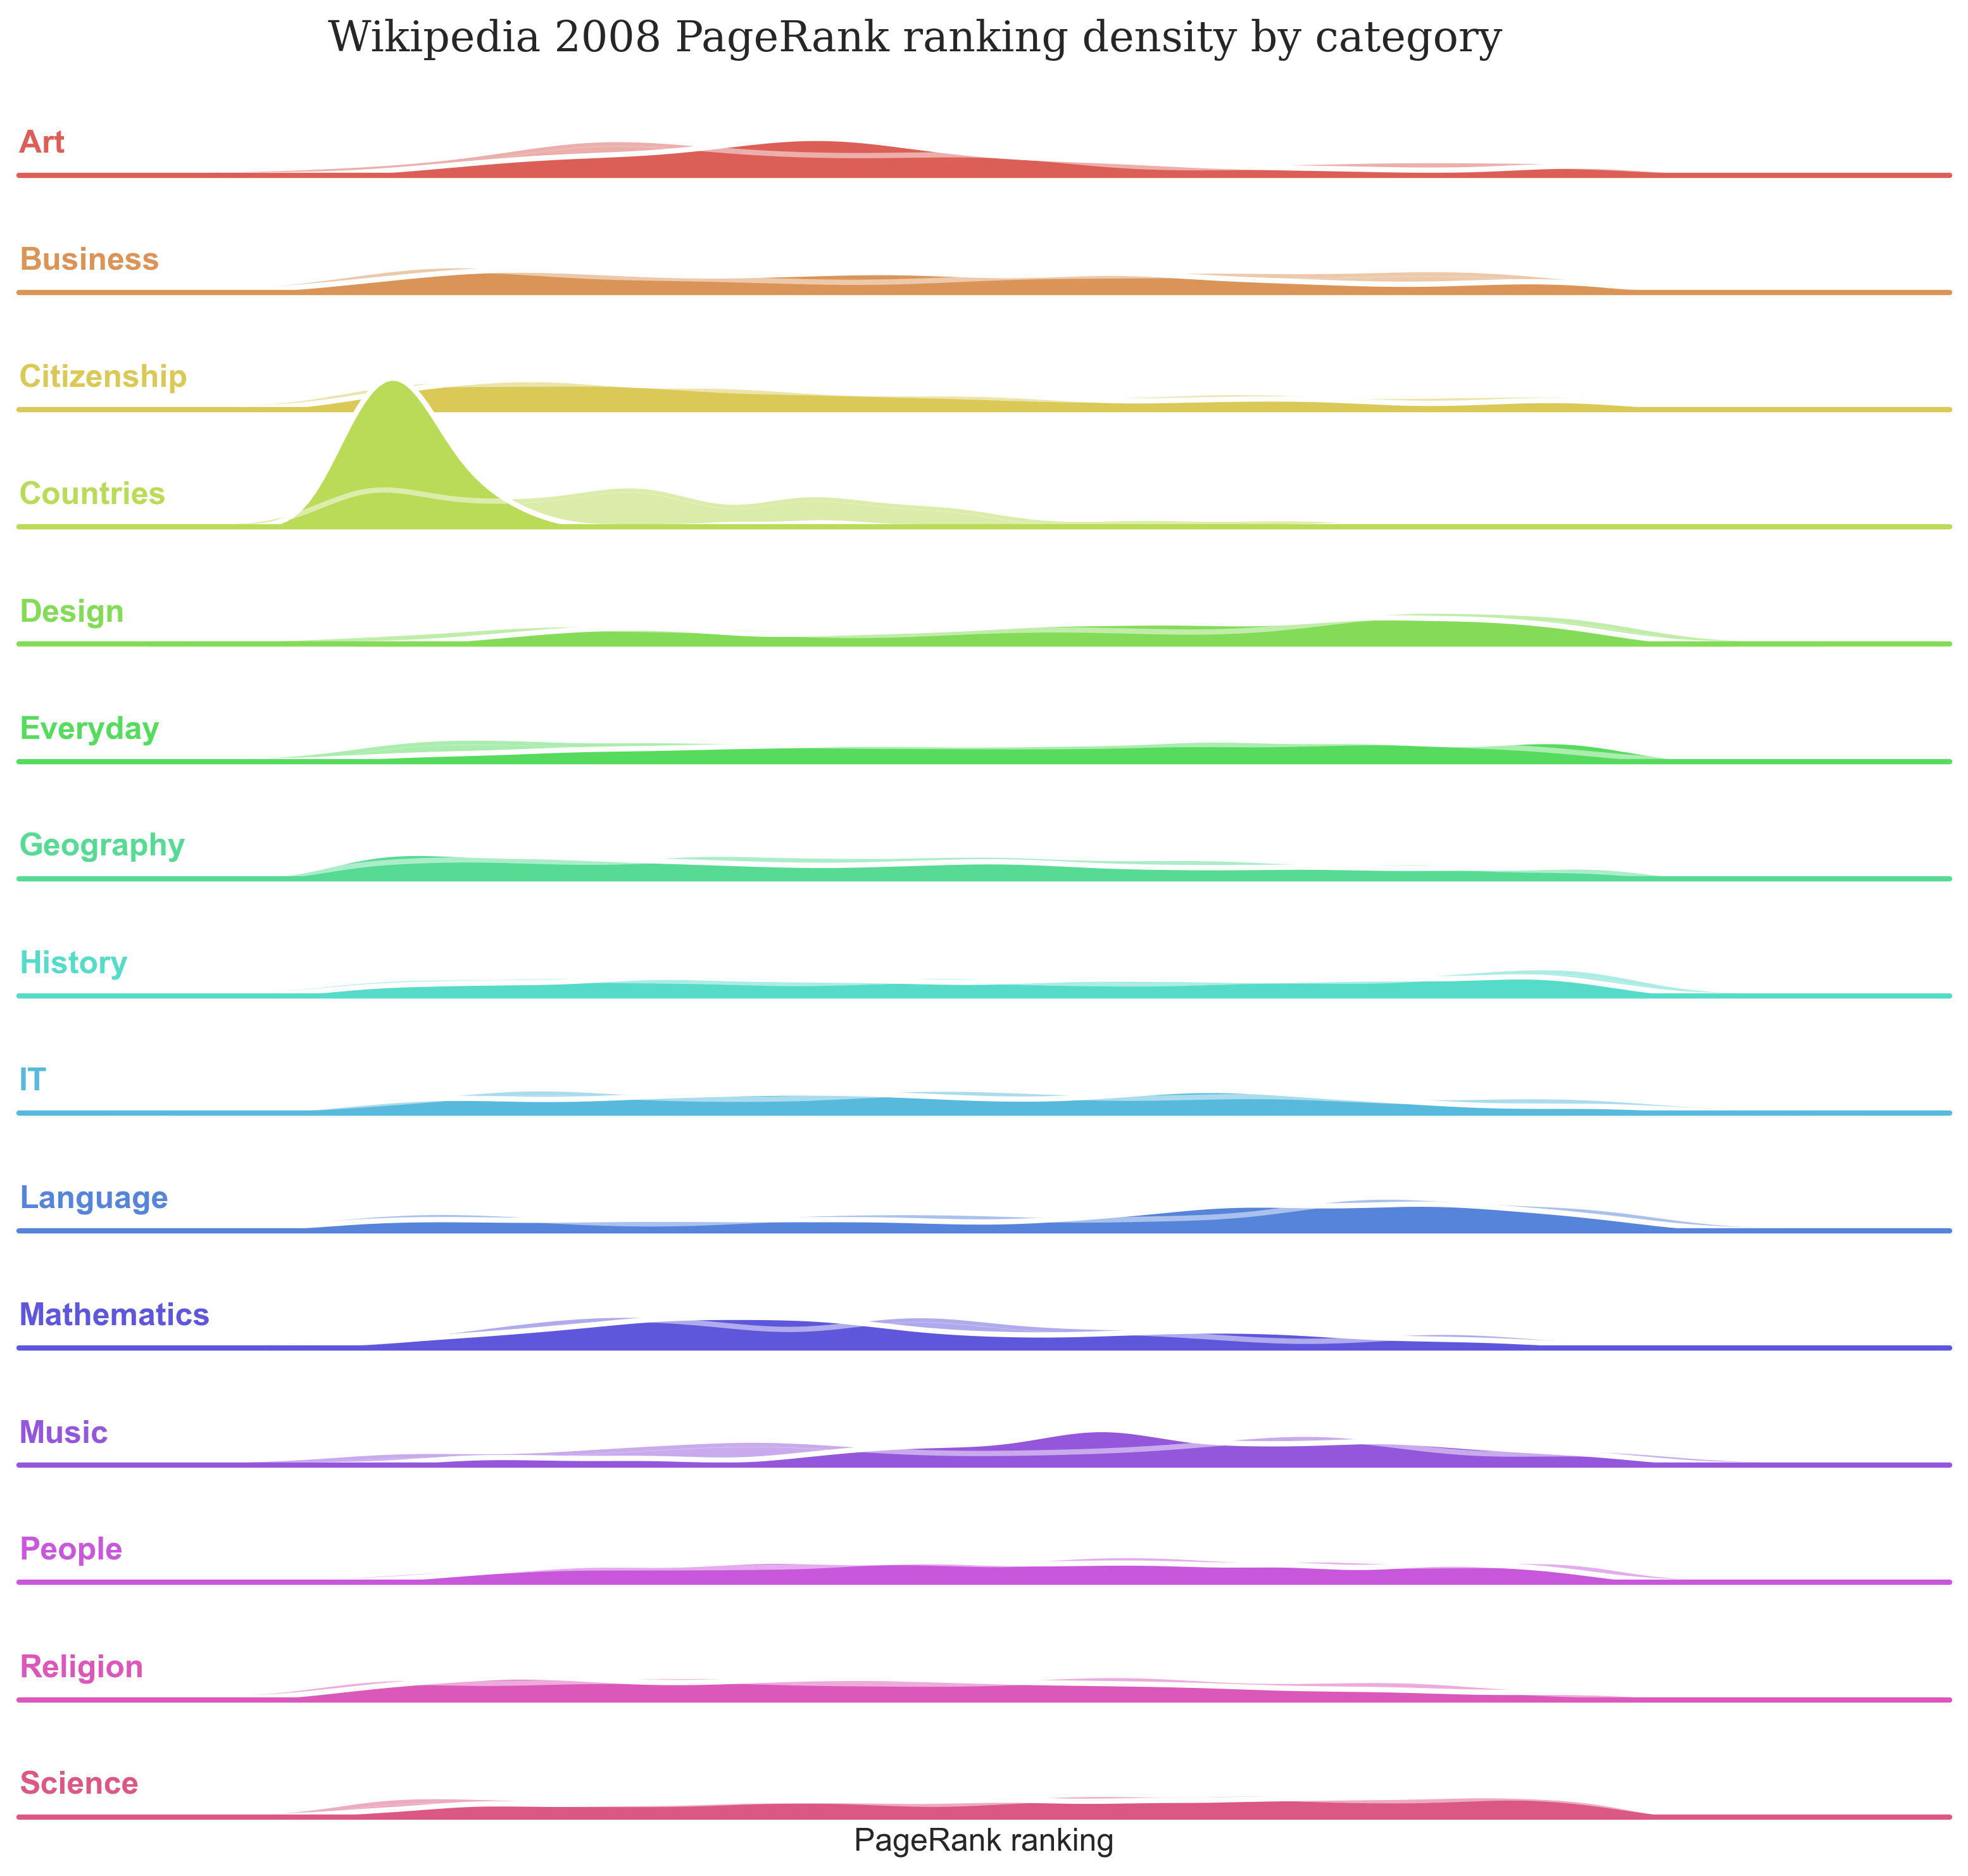 Wikipedia 2008 PageRank ranking density by category
Art
Business
Citizenship
Countries
Design
Everyday
Geography
History
IT
Language
Mathematics
Music
People
Religion
Science
PageRank ranking